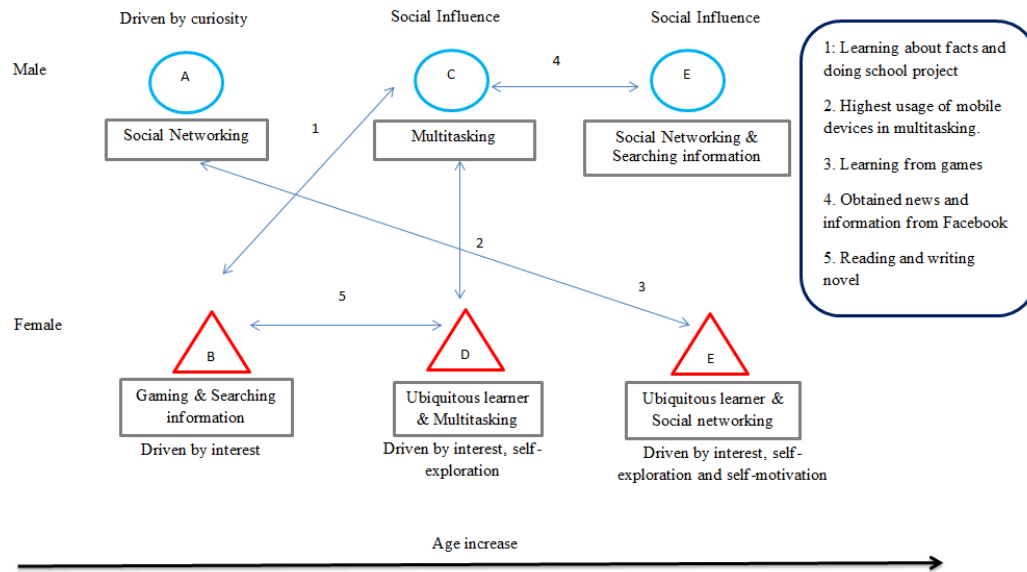 Driven by curiosity
Social Influence
Social Influence
Male
A
C
4
E
1
Social Networking
Multitasking
Social Networking &
Searching information
1: Learning about facts and
doing school project
2. Highest usage of mobile
devices in multitasking.
3. Learning from games
4. Obtained news and
information from Facebook
5. Reading and writing
novel
2
5
3
Female
B
D
E
Gaming & Searching
information
Ubiquitous learner
& Multitasking
Ubiquitous learner &
Social networking
Driven by interest
Driven by interest, self-
exploration
Driven by interest, self-
exploration and self-motivation
Age increase